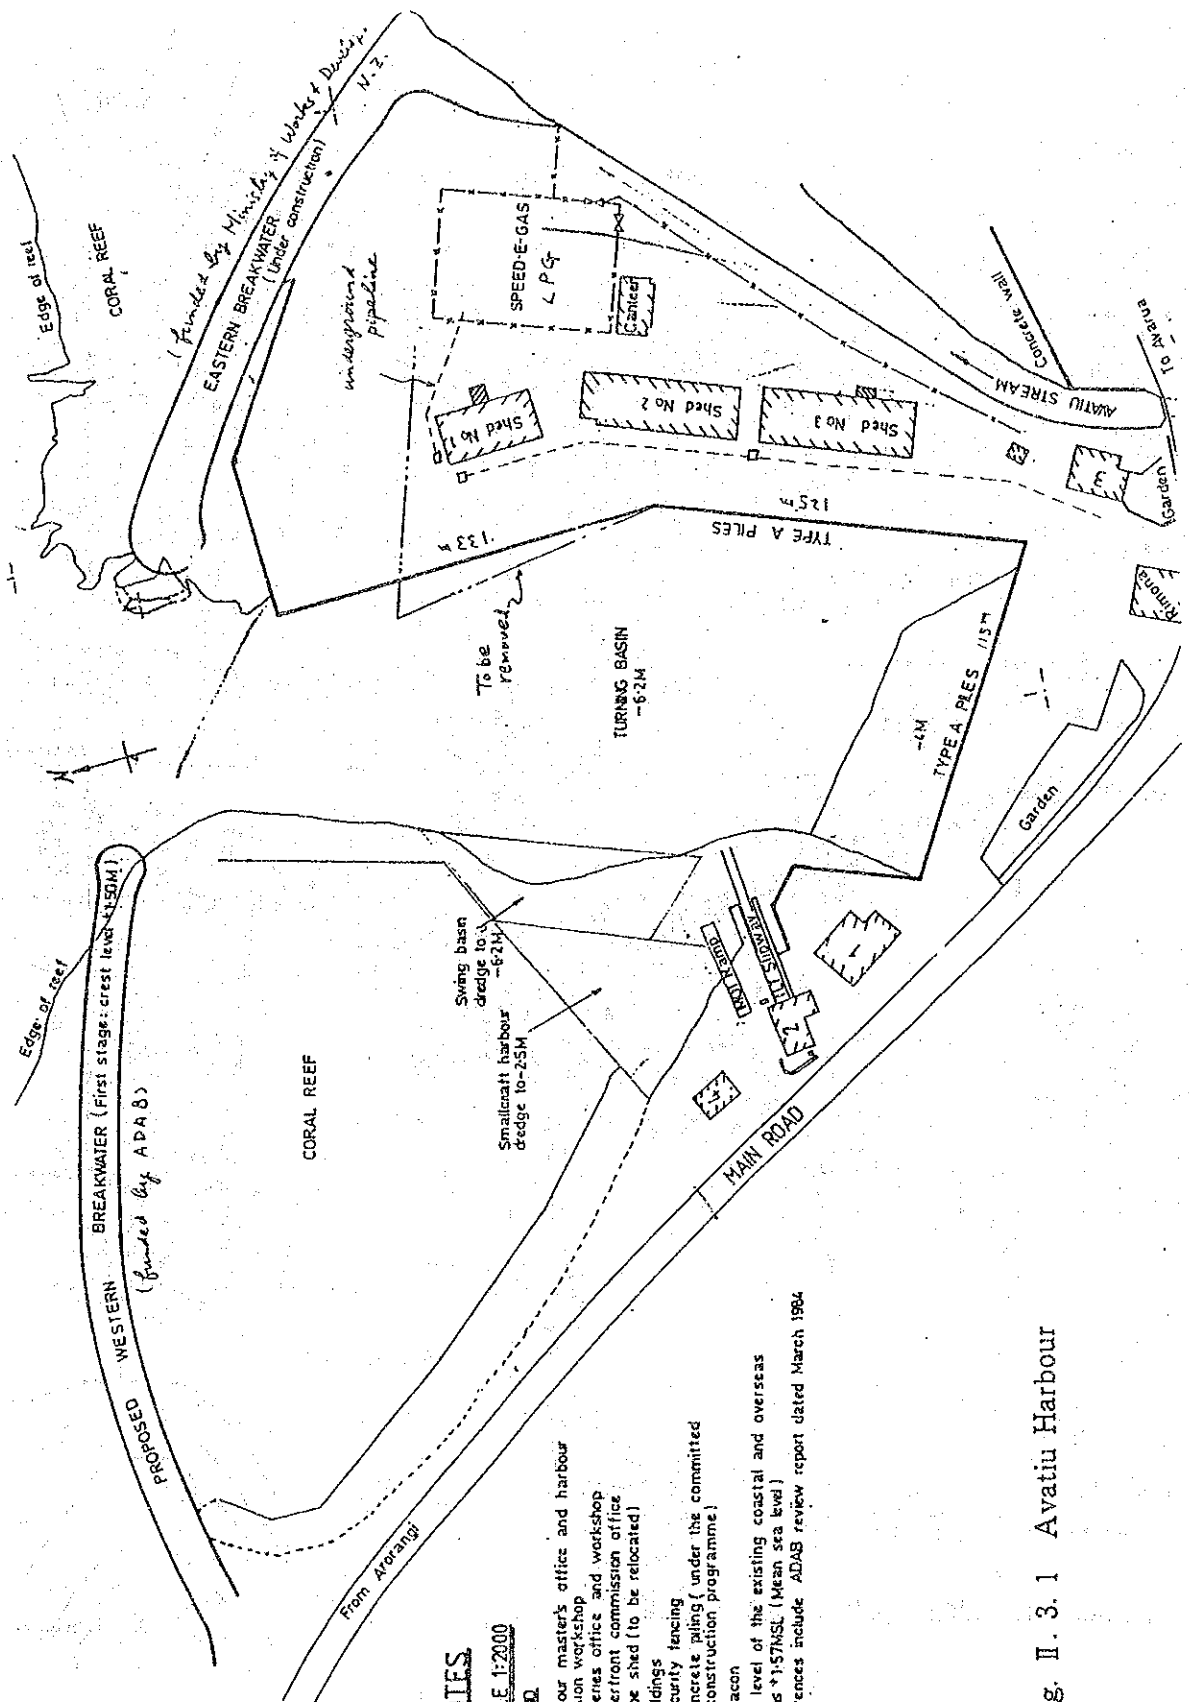 Edge of reef
CORAL REEF
(funded by Ministry of Works & Develop.
N.Z.
EASTERN BREAKWATER
(Under construction)
underground
pipeline
SPEED-E-GAS
LPG
Canteen
Shed No 1
Shed No 2
Shed No 3
AVATIU STREAM
Concrete wall
To Avarua
3
Garden
Rimona
133 m
125 m
TYPE A PILES
To be
removed
TURNING BASIN
-6·2M
N
-4M
TYPE A PILES 115 m
Garden
Edge of reef
PROPOSED WESTERN BREAKWATER (First stage: crest level +1·50M)
(funded by ADAB)
CORAL REEF
Swing basin
dredge to
-6·2M
Smallcraft harbour
dredge to -2·5M
Ramp
Slipway
1
2
4
MAIN ROAD
From Arorangi
TES
E 1:2000
D
our master's office and harbour
ion workshop
eries office and workshop
erfront commission office
e shed (to be relocated)
ldings
curity fencing
ncrete piling (under the committed
construction programme)
acon
level of the existing coastal and overseas
as +1·57MSL (Mean sea level)
rences include ADAB review report dated March 1984
g. II. 3. 1 Avatiu Harbour